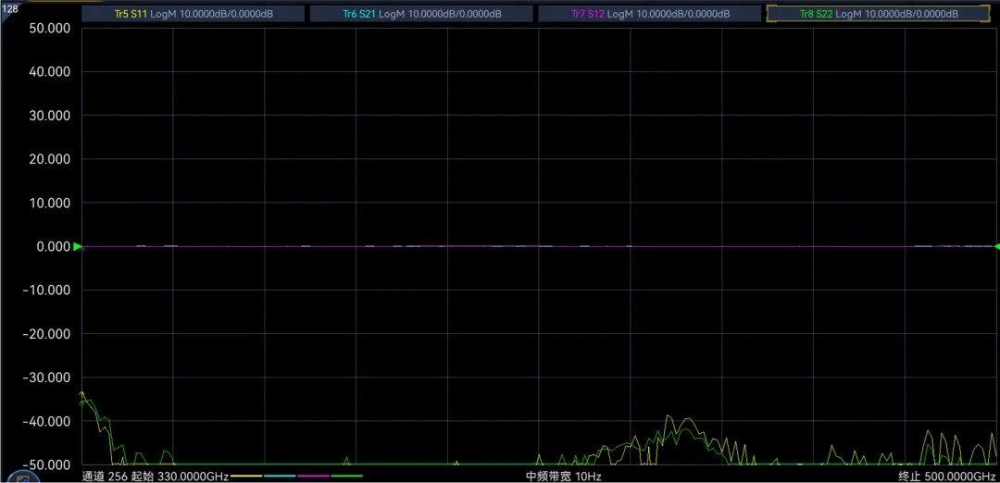 128
Tr5 S11 LogM 10.0000dB/0.0000dB
Tr6 S21 LogM 10.0000dB/0.0000dB
Tr7 S12 LogM 10.0000dB/0.0000dB
Tr8 S22 LogM 10.0000dB/0.0000dB
50.000
40.000
30.000
20.000
10.000
0.000
-10.000
-20.000
-30.000
-40.000
-50.000
通道 256 起始 330.0000GHz
中频带宽 10Hz
终止 500.0000GHz